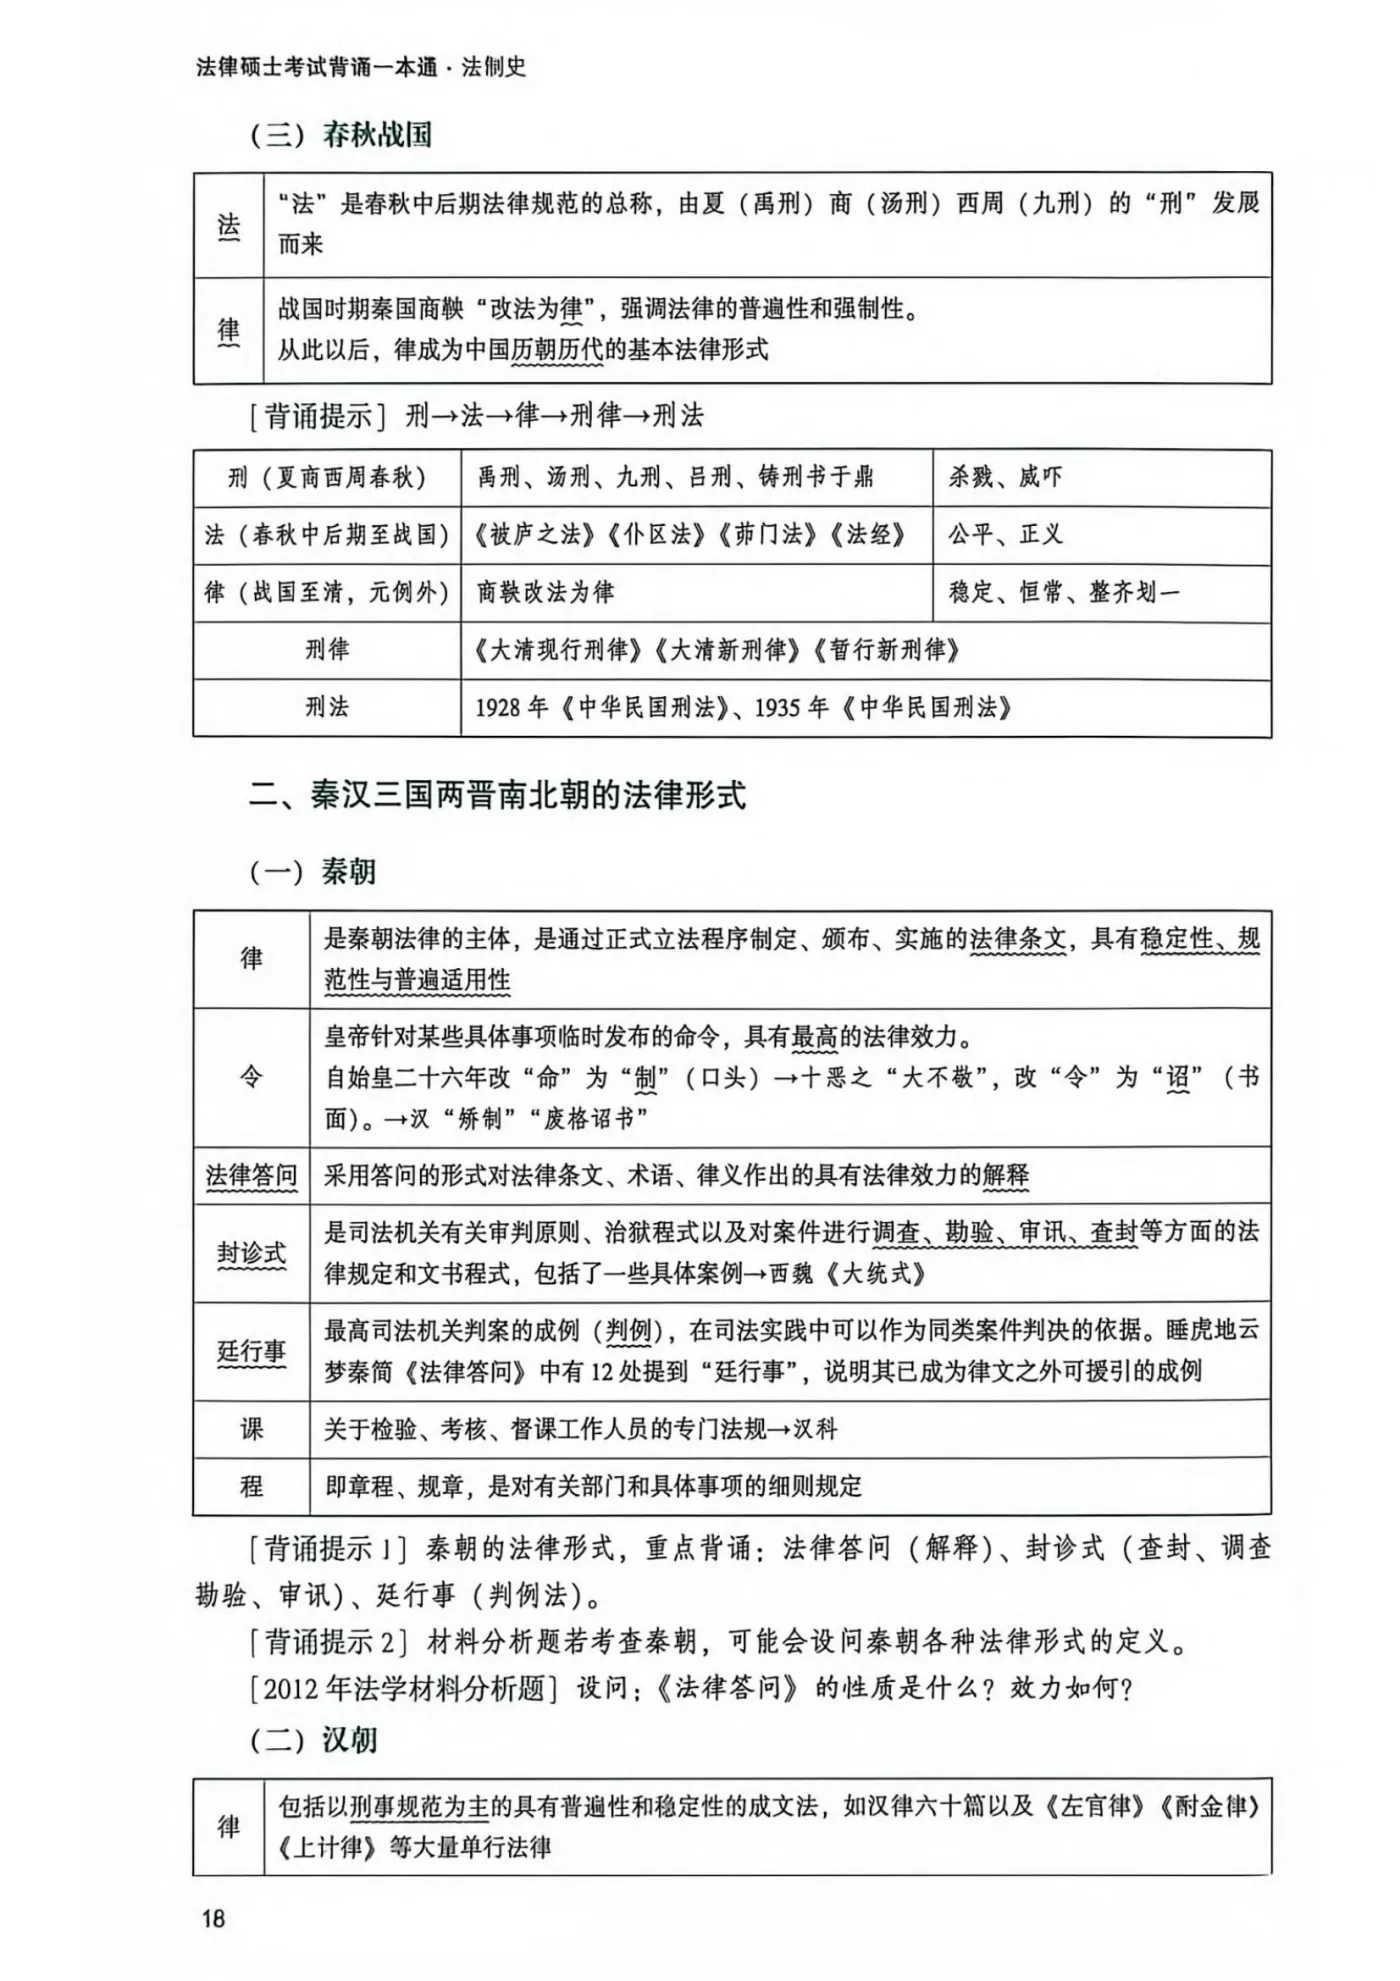 法律硕士考试背诵一本通·法制史
（三）春秋战国
法
“法”是春秋中后期法律规范的总称，由夏（禹刑）商（汤刑）西周（九刑）的“刑”发展
而来
律
战国时期秦国商鞅“改法为律”，强调法律的普遍性和强制性。
从此以后，律成为中国历朝历代的基本法律形式
［背诵提示］刑→法→律→刑律→刑法
刑（夏商西周春秋） 禹刑、汤刑、九刑、吕刑、铸刑书于鼎 杀戮、威吓
法（春秋中后期至战国）《被庐之法》《仆区法》《茆门法》《法经》 公平、正义
律（战国至清，元例外） 商鞅改法为律 稳定、恒常、整齐划一
刑律 《大清现行刑律》《大清新刑律》《暂行新刑律》
刑法 1928年《中华民国刑法》、1935年《中华民国刑法》
二、秦汉三国两晋南北朝的法律形式
（一）秦朝
律
是秦朝法律的主体，是通过正式立法程序制定、颁布、实施的法律条文，具有稳定性、规
范性与普遍适用性
令
皇帝针对某些具体事项临时发布的命令，具有最高的法律效力。
自始皇二十六年改“命”为“制”（口头）→十恶之“大不敬”，改“令”为“诏”（书
面）。→汉“矫制”“废格诏书”
法律答问 采用答问的形式对法律条文、术语、律义作出的具有法律效力的解释
封诊式
是司法机关有关审判原则、治狱程式以及对案件进行调查、勘验、审讯、查封等方面的法
律规定和文书程式，包括了一些具体案例→西魏《大统式》
廷行事
最高司法机关判案的成例（判例），在司法实践中可以作为同类案件判决的依据。睡虎地云
梦秦简《法律答问》中有12处提到“廷行事”，说明其已成为律文之外可援引的成例
课 关于检验、考核、督课工作人员的专门法规→汉科
程 即章程、规章，是对有关部门和具体事项的细则规定
［背诵提示1］秦朝的法律形式，重点背诵：法律答问（解释）、封诊式（查封、调查
勘验、审讯）、廷行事（判例法）。
［背诵提示2］材料分析题若考查秦朝，可能会设问秦朝各种法律形式的定义。
［2012年法学材料分析题］设问：《法律答问》的性质是什么？效力如何？
（二）汉朝
律
包括以刑事规范为主的具有普遍性和稳定性的成文法，如汉律六十篇以及《左官律》《酎金律》
《上计律》等大量单行法律
18